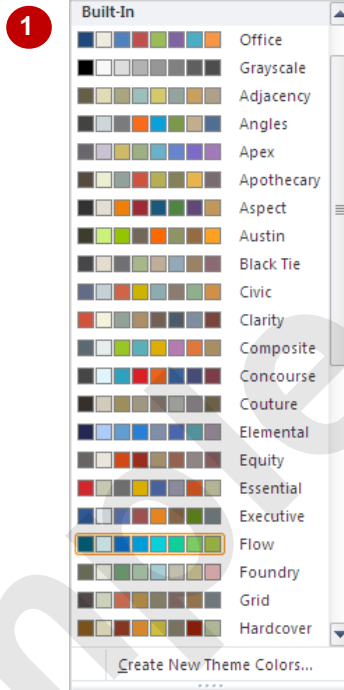 1
Built-In
Office
Grayscale
Adjacency
Angles
Apex
Apothecary
Aspect
Austin
Black Tie
Civic
Clarity
Composite
Concourse
Couture
Elemental
Equity
Essential
Executive
Flow
Foundry
Grid
Hardcover
Create New Theme Colors...